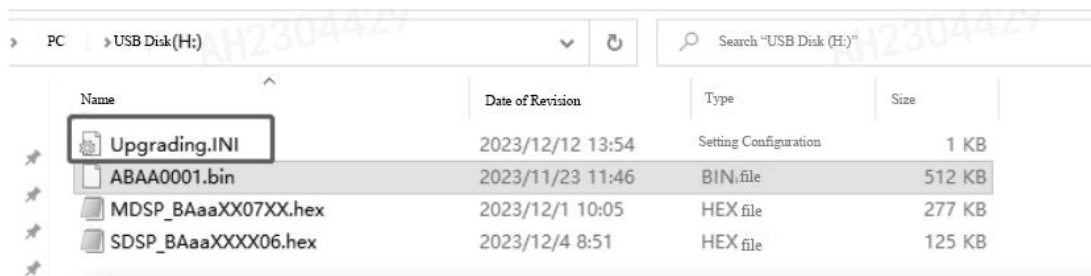 PC > USB Disk(H:) Search "USB Disk (H:)"
AH2304429 AH2304429
Name Date of Revision Type Size
Upgrading.INI 2023/12/12 13:54 Setting Configuration 1 KB
ABAA0001.bin 2023/11/23 11:46 BIN file 512 KB
MDSP_BAaaXX07XX.hex 2023/12/1 10:05 HEX file 277 KB
SDSP_BAaaXXXX06.hex 2023/12/4 8:51 HEX file 125 KB